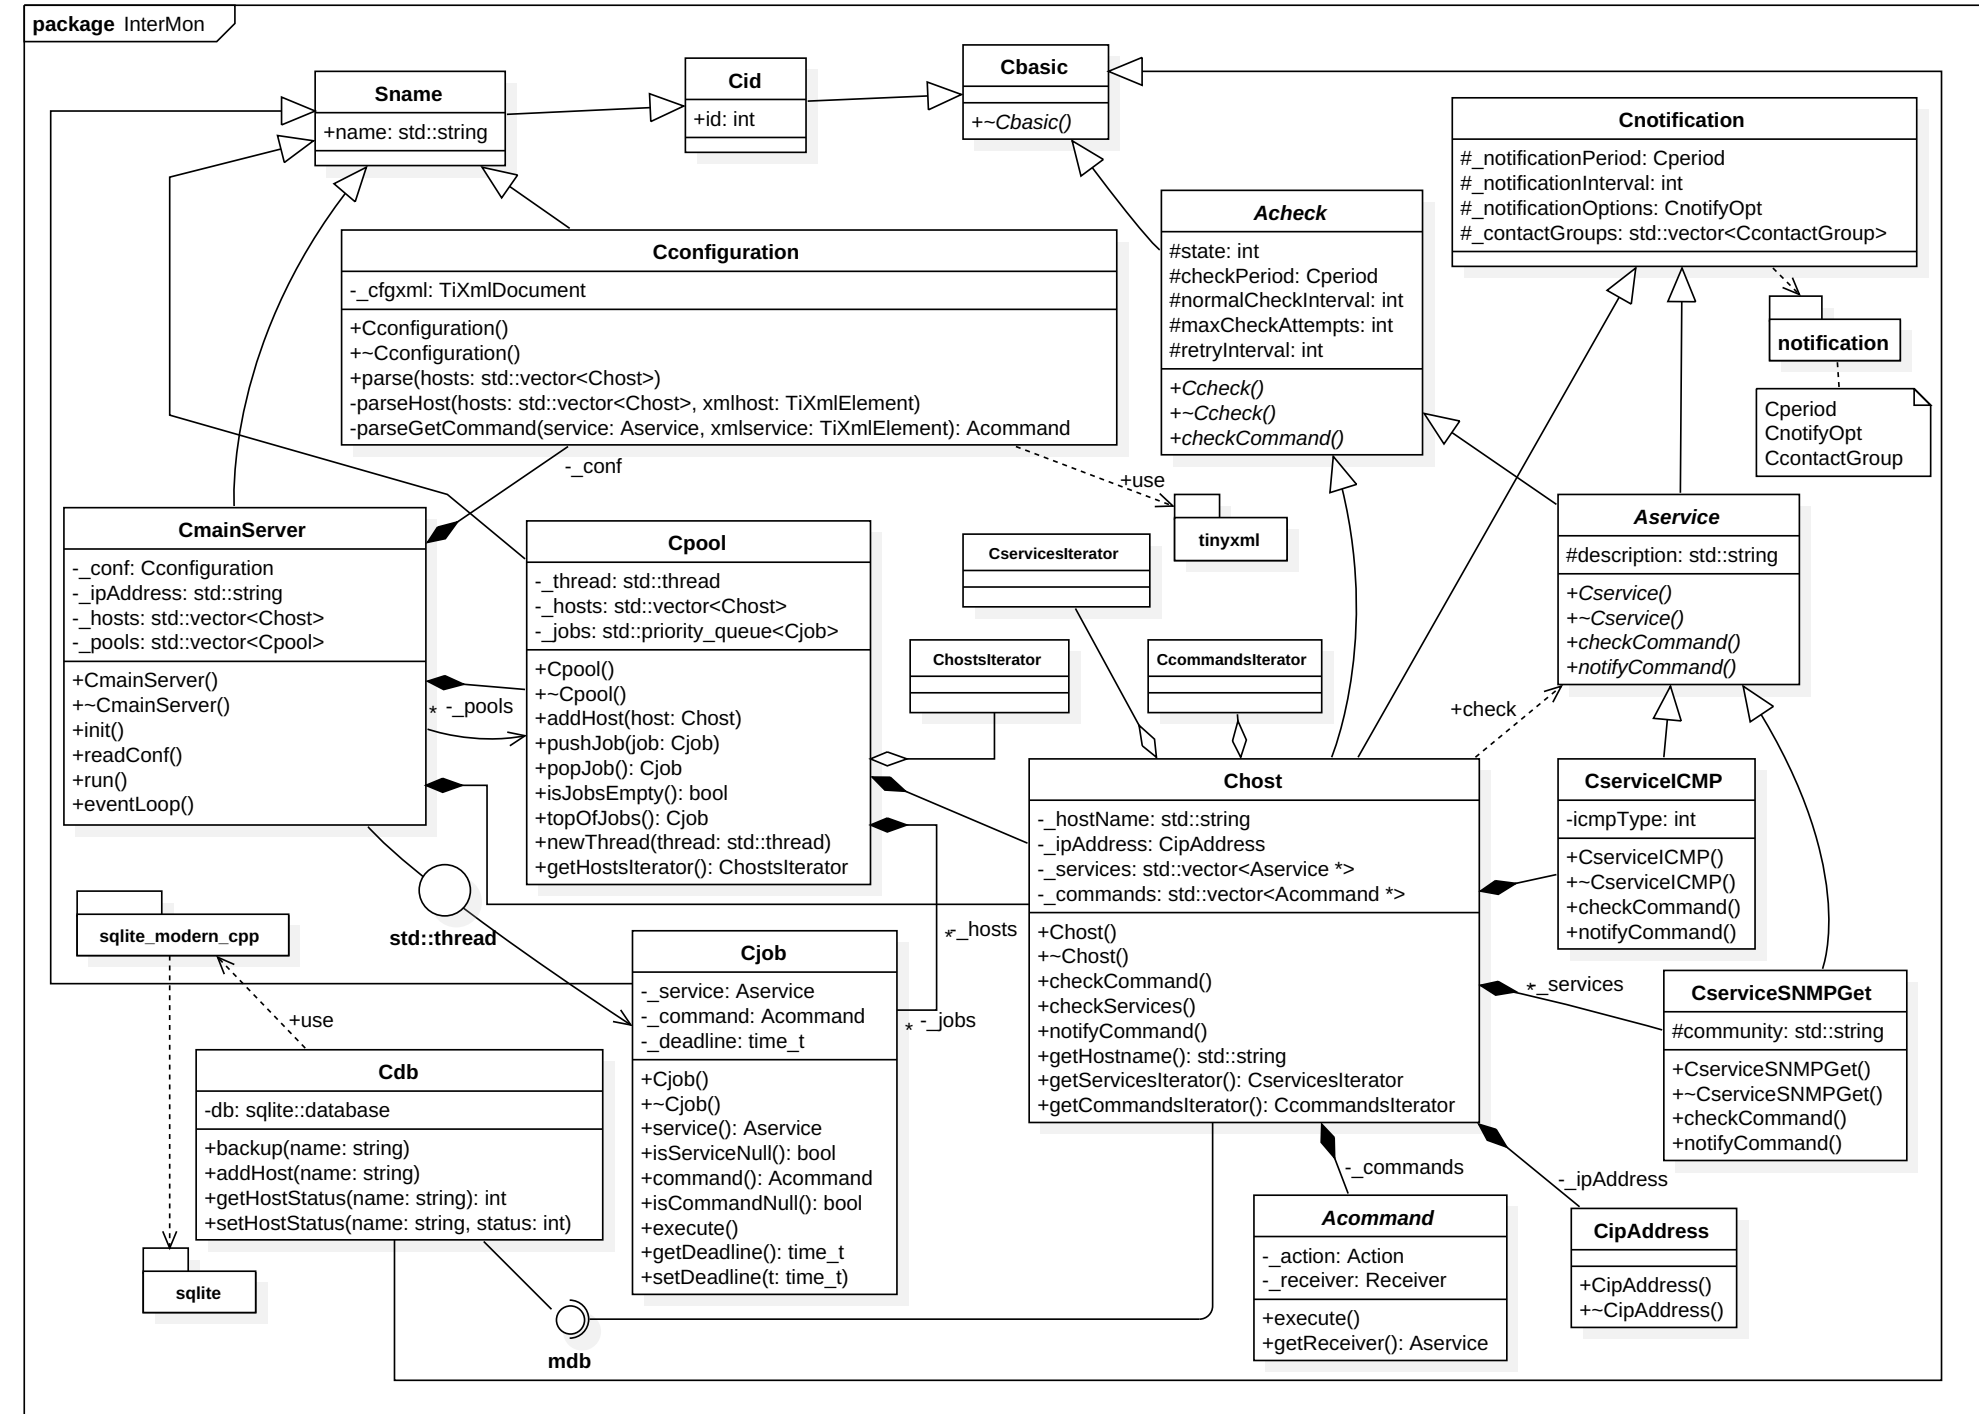 package InterMon
Sname
+name: std::string
Cid
+id: int
Cbasic
+~Cbasic()
Cnotification
#_notificationPeriod: Cperiod
#_notificationInterval: int
#_notificationOptions: CnotifyOpt
#_contactGroups: std::vector<CcontactGroup>
Acheck
#state: int
#checkPeriod: Cperiod
#normalCheckInterval: int
#maxCheckAttempts: int
#retryInterval: int
+Ccheck()
+~Ccheck()
+checkCommand()
Cconfiguration
-_cfgxml: TiXmlDocument
+Cconfiguration()
+~Cconfiguration()
+parse(hosts: std::vector<Chost>)
-parseHost(hosts: std::vector<Chost>, xmlhost: TiXmlElement)
-parseGetCommand(service: Aservice, xmlservice: TiXmlElement): Acommand
notification
Cperiod
CnotifyOpt
CcontactGroup
-_conf
+use
tinyxml
CmainServer
-_conf: Cconfiguration
-_ipAddress: std::string
-_hosts: std::vector<Chost>
-_pools: std::vector<Cpool>
+CmainServer()
+~CmainServer()
+init()
+readConf()
+run()
+eventLoop()
* -_pools
Cpool
-_thread: std::thread
-_hosts: std::vector<Chost>
-_jobs: std::priority_queue<Cjob>
+Cpool()
+~Cpool()
+addHost(host: Chost)
+pushJob(job: Cjob)
+popJob(): Cjob
+isJobsEmpty(): bool
+topOfJobs(): Cjob
+newThread(thread: std::thread)
+getHostsIterator(): ChostsIterator
CservicesIterator
ChostsIterator
CcommandsIterator
Aservice
#description: std::string
+Cservice()
+~Cservice()
+checkCommand()
+notifyCommand()
+check
Chost
-_hostName: std::string
-_ipAddress: CipAddress
-_services: std::vector<Aservice *>
-_commands: std::vector<Acommand *>
+Chost()
+~Chost()
+checkCommand()
+checkServices()
+notifyCommand()
+getHostname(): std::string
+getServicesIterator(): CservicesIterator
+getCommandsIterator(): CcommandsIterator
CserviceICMP
-icmpType: int
+CserviceICMP()
+~CserviceICMP()
+checkCommand()
+notifyCommand()
*-_services
CserviceSNMPGet
#community: std::string
+CserviceSNMPGet()
+~CserviceSNMPGet()
+checkCommand()
+notifyCommand()
std::thread
*-_hosts
sqlite_modern_cpp
+use
Cjob
-_service: Aservice
-_command: Acommand
-_deadline: time_t
+Cjob()
+~Cjob()
+service(): Aservice
+isServiceNull(): bool
+command(): Acommand
+isCommandNull(): bool
+execute()
+getDeadline(): time_t
+setDeadline(t: time_t)
* -_jobs
Cdb
-db: sqlite::database
+backup(name: string)
+addHost(name: string)
+getHostStatus(name: string): int
+setHostStatus(name: string, status: int)
sqlite
mdb
-_commands
Acommand
-_action: Action
-_receiver: Receiver
+execute()
+getReceiver(): Aservice
-_ipAddress
CipAddress
+CipAddress()
+~CipAddress()